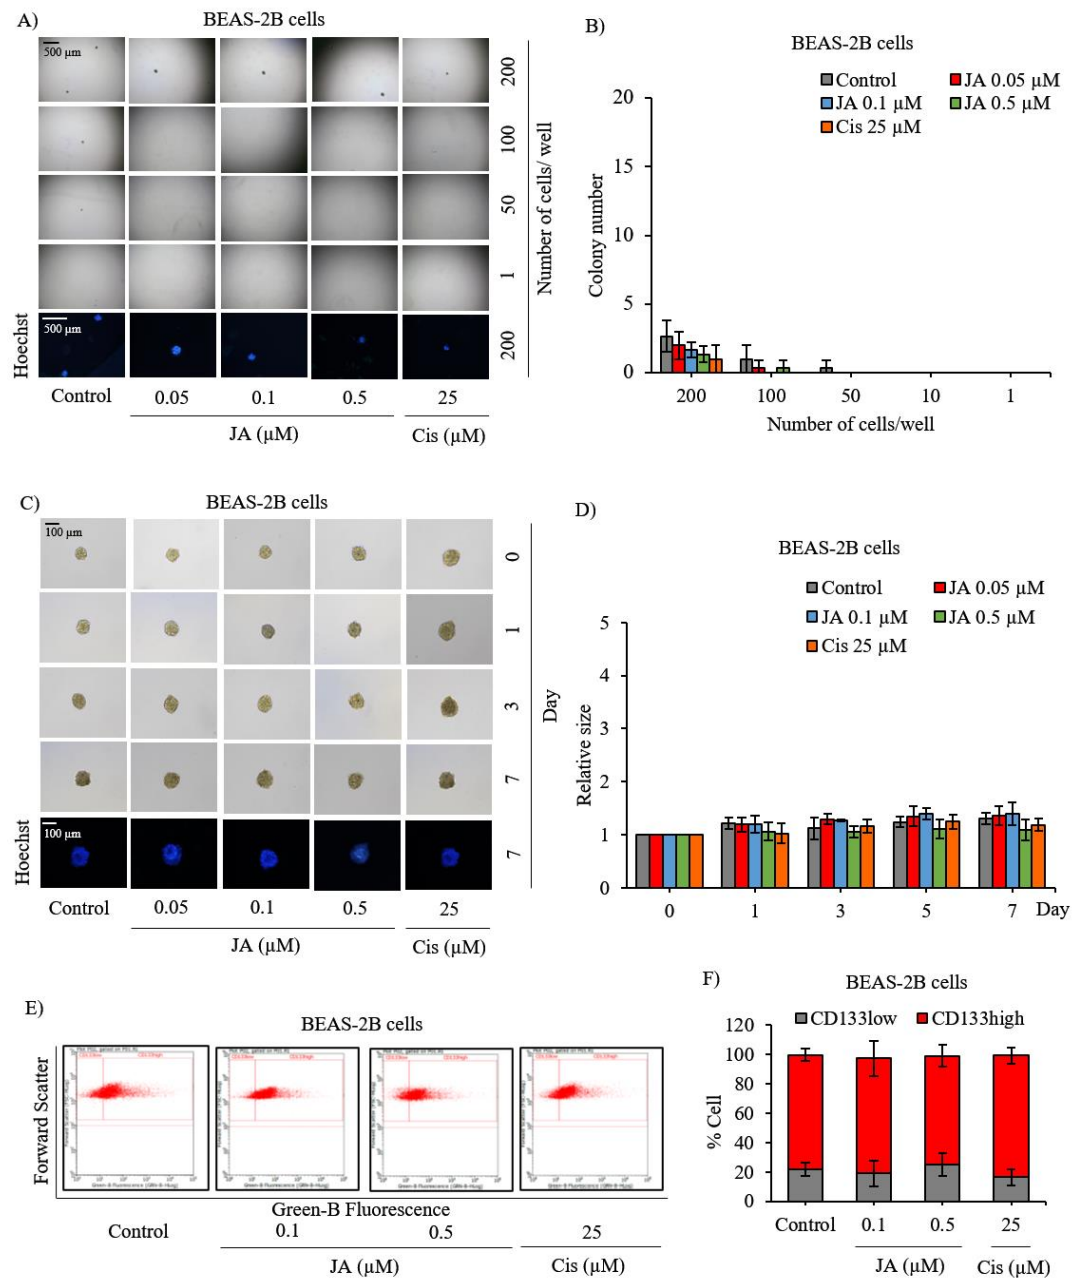 A)
BEAS-2B cells
500 µm
200
100
50
1
Number of cells/ well
Hoechst
500 µm
200
Control
0.05
0.1
0.5
25
JA (µM)
Cis (µM)
B)
BEAS-2B cells
Control
JA 0.05 µM
JA 0.1 µM
JA 0.5 µM
Cis 25 µM
Colony number
20
15
10
5
0
200
100
50
10
1
Number of cells/well
C)
BEAS-2B cells
100 µm
0
1
3
7
Day
Hoechst
100 µm
7
Control
0.05
0.1
0.5
25
JA (µM)
Cis (µM)
D)
BEAS-2B cells
Control
JA 0.05 µM
JA 0.1 µM
JA 0.5 µM
Cis 25 µM
Relative size
5
4
3
2
1
0
0
1
3
5
7
Day
E)
BEAS-2B cells
Forward Scatter
CD133low
CD133high
CD133low
CD133high
CD133low
CD133high
CD133low
CD133high
Green-B Fluorescence
Control
0.1
0.5
25
JA (µM)
Cis (µM)
F)
BEAS-2B cells
CD133low
CD133high
% Cell
120
100
80
60
40
20
0
Control
0.1
0.5
25
JA (µM)
Cis (µM)